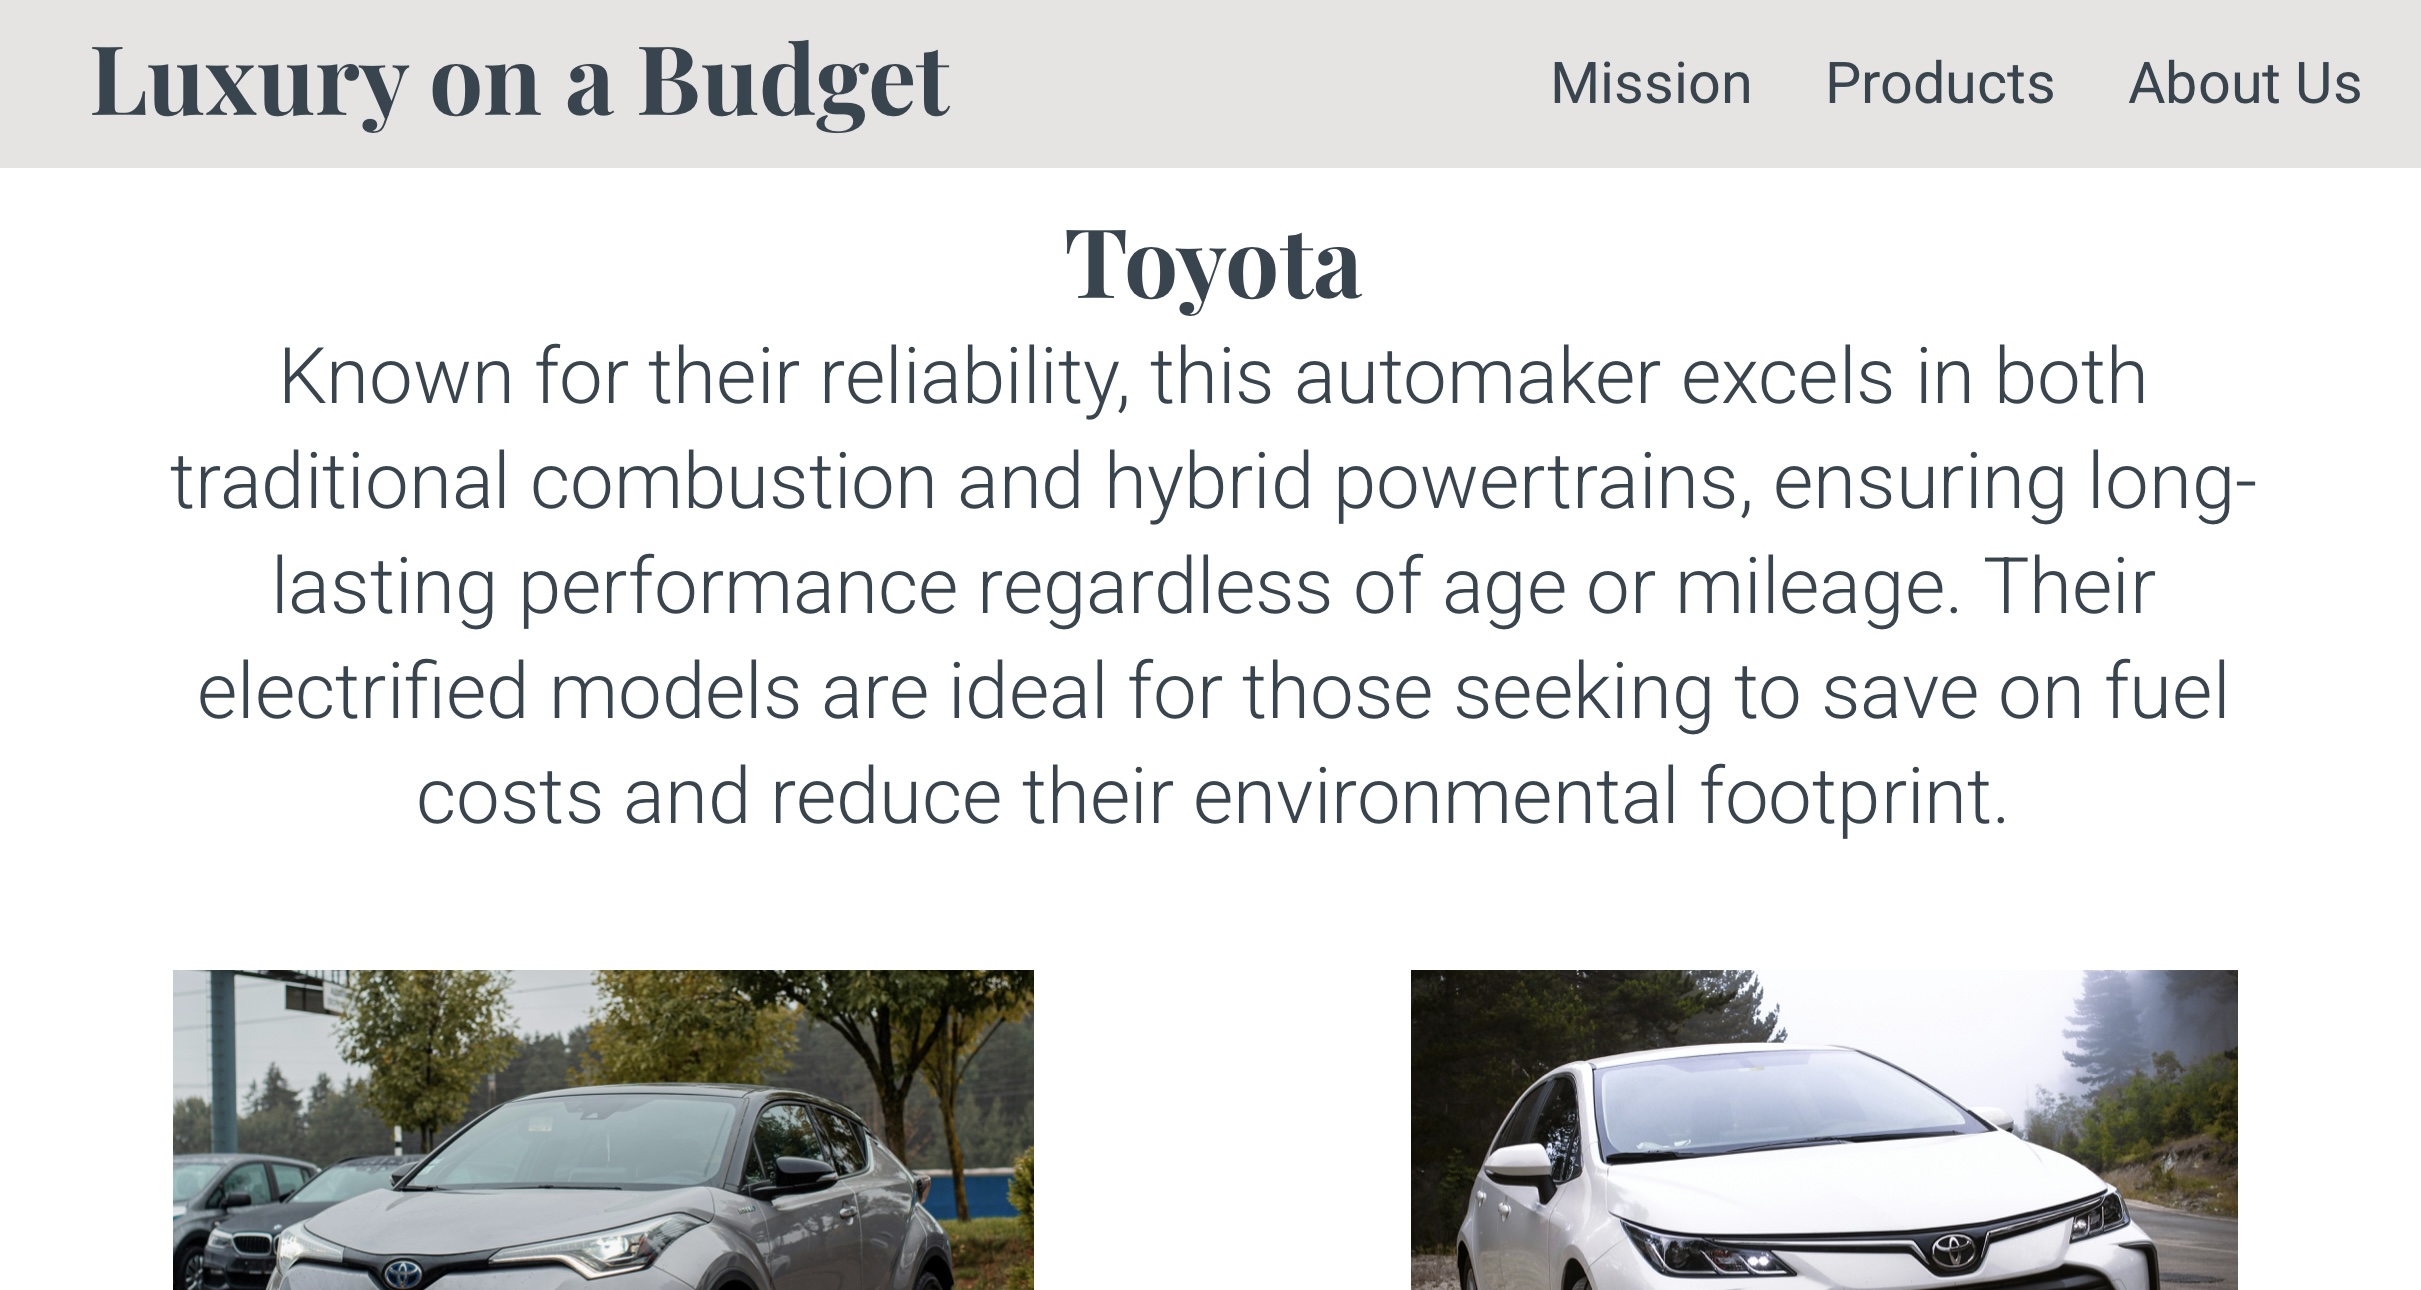 Luxury on a Budget
Mission
Products
About Us
Toyota
Known for their reliability, this automaker excels in both
traditional combustion and hybrid powertrains, ensuring long-
lasting performance regardless of age or mileage. Their
electrified models are ideal for those seeking to save on fuel
costs and reduce their environmental footprint.